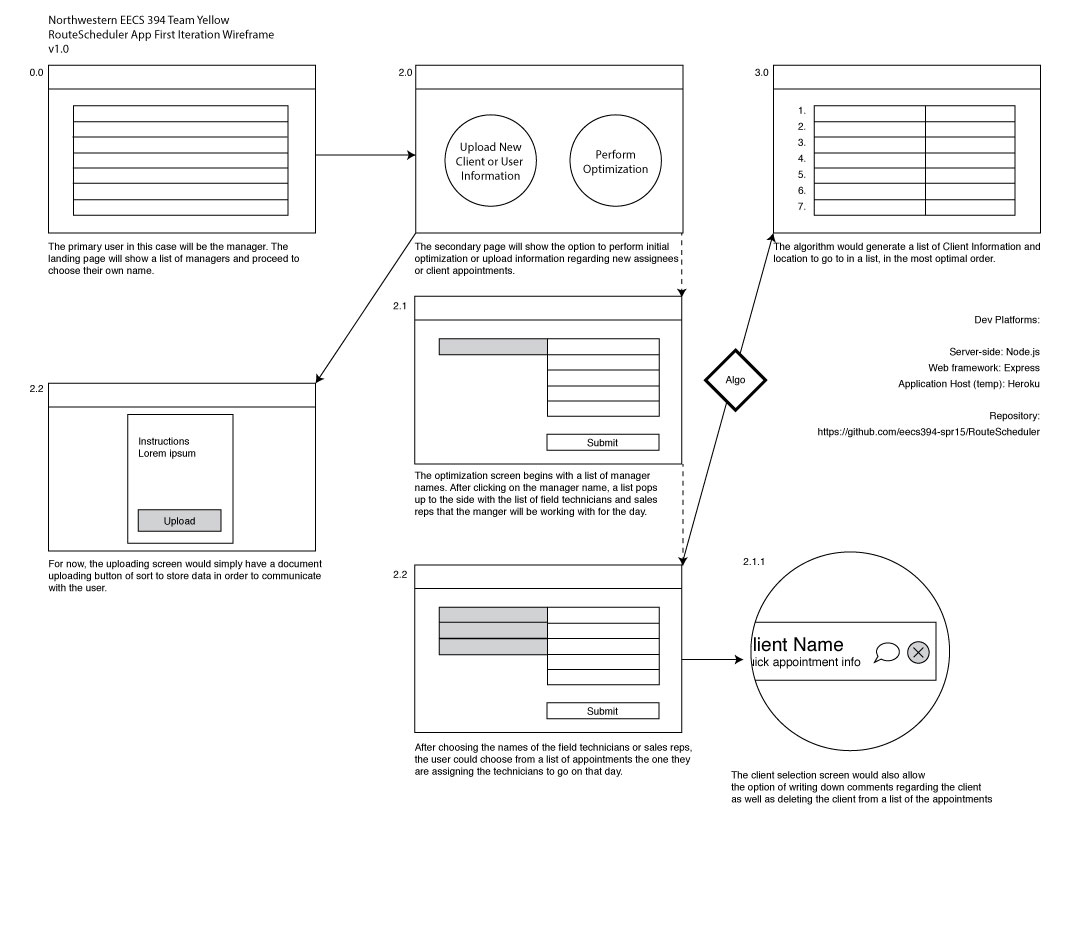 Northwestern EECS 394 Team Yellow
RouteScheduler App First Iteration Wireframe
v1.0
0.0
The primary user in this case will be the manager. The
landing page will show a list of managers and proceed to
choose their own name.
2.0
Upload New
Client or User
Information
Perform
Optimization
The secondary page will show the option to perform initial
optimization or upload information regarding new assignees
or client appointments.
3.0
1.
2.
3.
4.
5.
6.
7.
The algorithm would generate a list of Client Information and
location to go to in a list, in the most optimal order.
Dev Platforms:
Server-side: Node.js
Web framework: Express
Application Host (temp): Heroku
Repository:
https://github.com/eecs394-spr15/RouteScheduler
2.1
Submit
The optimization screen begins with a list of manager
names. After clicking on the manager name, a list pops
up to the side with the list of field technicians and sales
reps that the manger will be working with for the day.
Algo
2.2
Instructions
Lorem ipsum
Upload
For now, the uploading screen would simply have a document
uploading button of sort to store data in order to communicate
with the user.
2.2
Submit
After choosing the names of the field technicians or sales reps,
the user could choose from a list of appointments the one they
are assigning the technicians to go on that day.
2.1.1
lient Name
uick appointment info
The client selection screen would also allow
the option of writing down comments regarding the client
as well as deleting the client from a list of the appointments